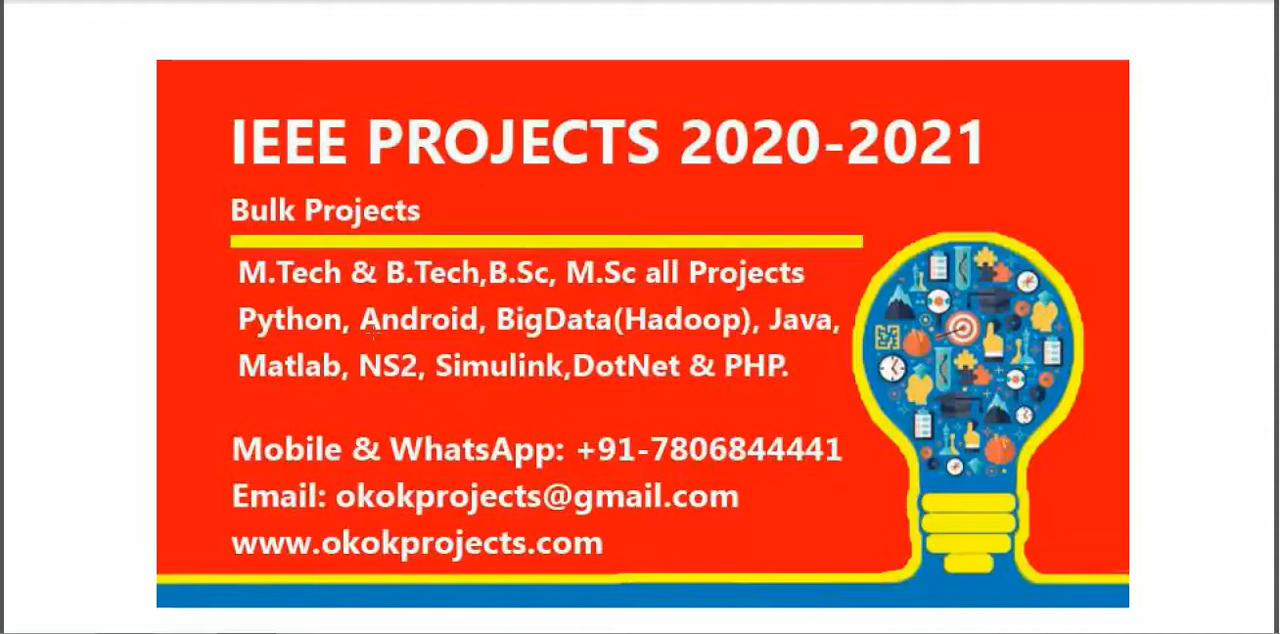 IEEE PROJECTS 2020-2021
Bulk Projects
M.Tech & B.Tech,B.Sc, M.Sc all Projects
Python, Android, BigData(Hadoop), Java,
Matlab, NS2, Simulink,DotNet & PHP.
Mobile & WhatsApp: +91-7806844441
Email: okokprojects@gmail.com
www.okokprojects.com